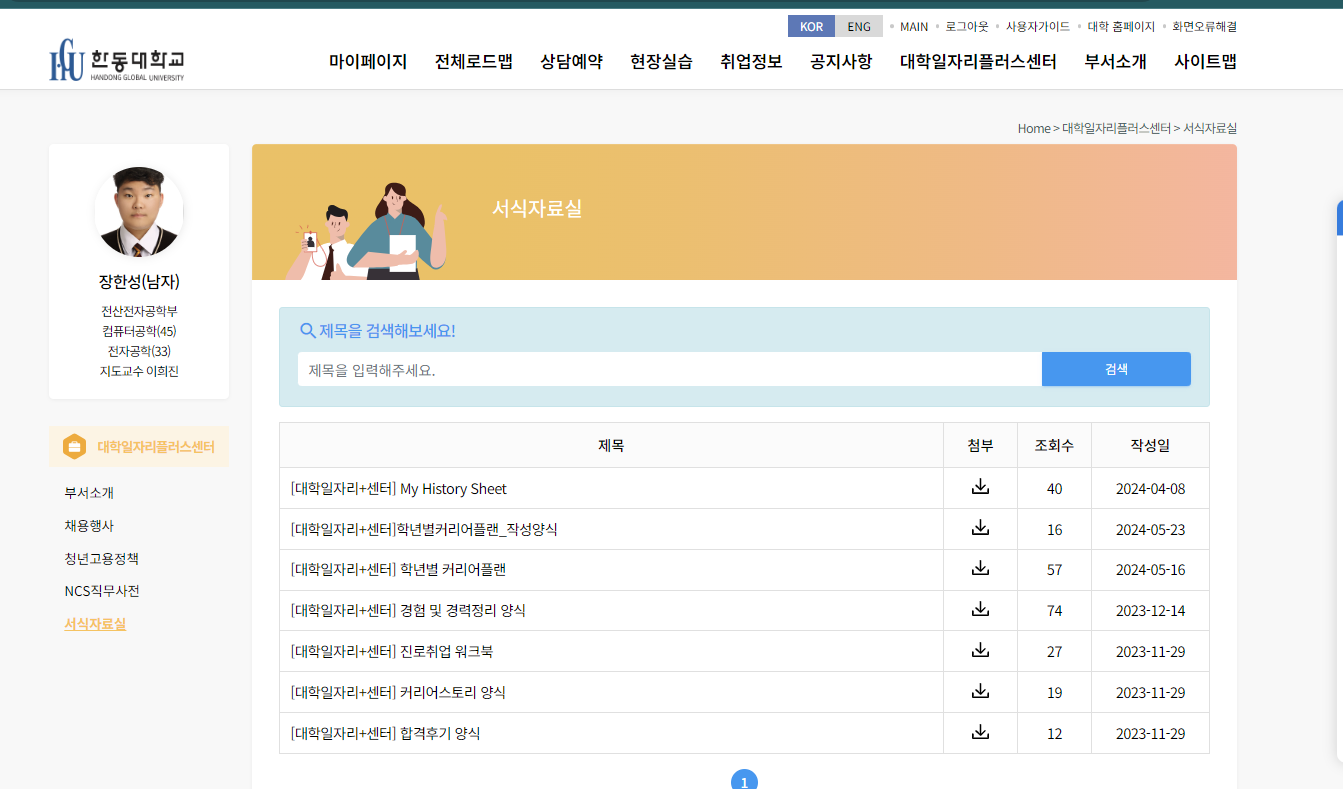 KOR ENG MAIN 로그아웃 사용자가이드 대학 홈페이지 화면오류해결
HGU 한동대학교
HANDONG GLOBAL UNIVERSITY
마이페이지 전체로드맵 상담예약 현장실습 취업정보 공지사항 대학일자리플러스센터 부서소개 사이트맵
Home > 대학일자리플러스센터 > 서식자료실
장한성(남자)
전산전자공학부
컴퓨터공학(45)
전자공학(33)
지도교수 이희진
대학일자리플러스센터
부서소개
채용행사
청년고용정책
NCS직무사전
서식자료실
서식자료실
제목을 검색해보세요!
제목을 입력해주세요. 검색
제목 첨부 조회수 작성일
[대학일자리+센터] My History Sheet 40 2024-04-08
[대학일자리+센터]학년별커리어플랜_작성양식 16 2024-05-23
[대학일자리+센터] 학년별 커리어플랜 57 2024-05-16
[대학일자리+센터] 경험 및 경력정리 양식 74 2023-12-14
[대학일자리+센터] 진로취업 워크북 27 2023-11-29
[대학일자리+센터] 커리어스토리 양식 19 2023-11-29
[대학일자리+센터] 합격후기 양식 12 2023-11-29
1